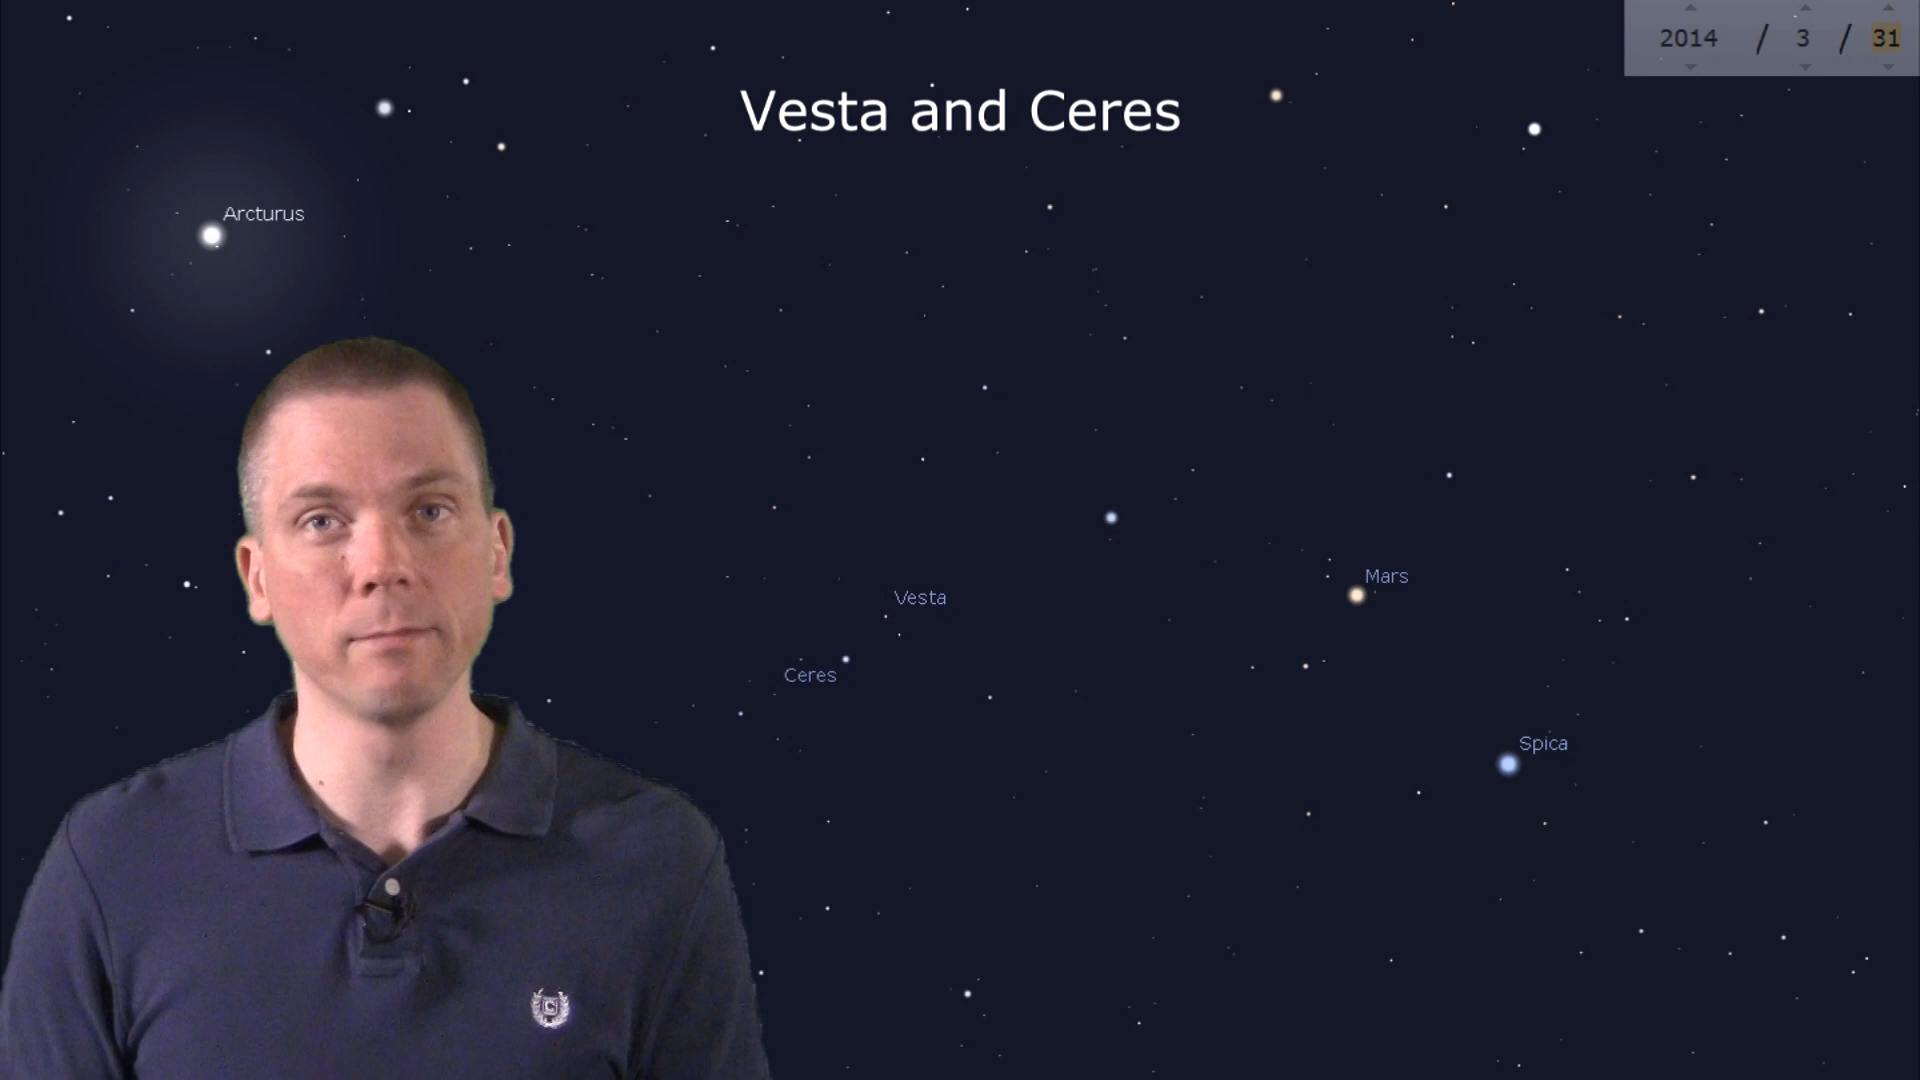 2014 / 3 / 31
Vesta and Ceres
Arcturus
Mars
Vesta
Ceres
Spica